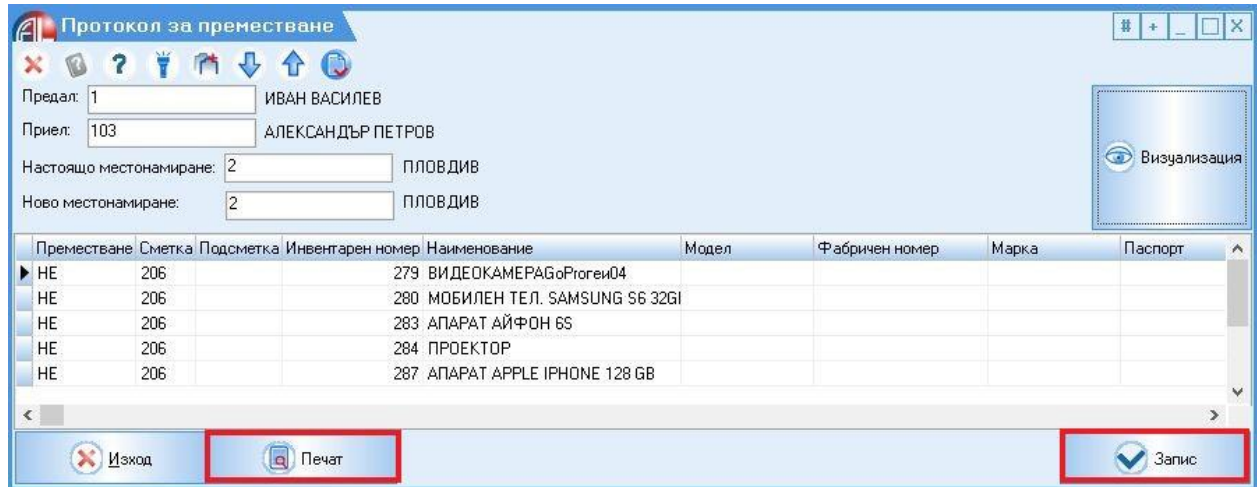 Протокол за преместване
Предал: 1 ИВАН ВАСИЛЕВ
Приел: 103 АЛЕКСАНДЪР ПЕТРОВ
Настоящо местонамиране: 2 ПЛОВДИВ
Ново местонамиране: 2 ПЛОВДИВ
Визуализация
Преместване Сметка Подсметка Инвентарен номер Наименование Модел Фабричен номер Марка Паспорт
НЕ 206 279 ВИДЕОКАМЕРАGoProгеи04
НЕ 206 280 МОБИЛЕН ТЕЛ. SAMSUNG S6 32G
НЕ 206 283 АПАРАТ АЙФОН 6S
НЕ 206 284 ПРОЕКТОР
НЕ 206 287 АПАРАТ APPLE IPHONE 128 GB
Изход Печат Запис